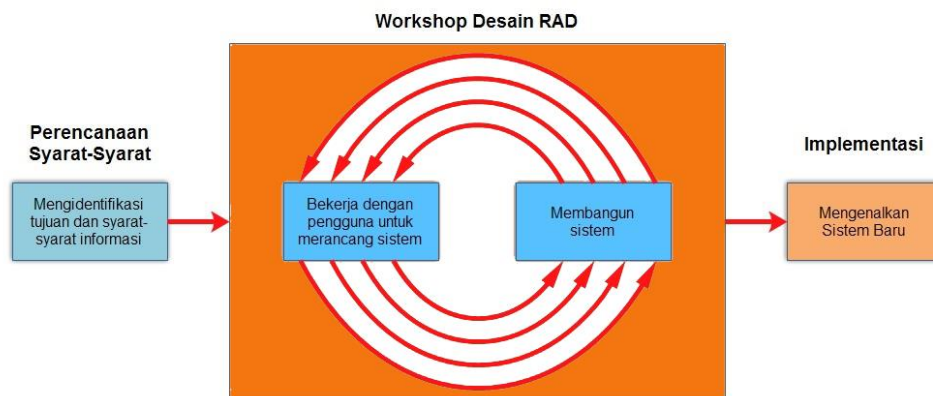 Workshop Desain RAD
Perencanaan
Syarat-Syarat
Mengidentifikasi
tujuan dan syarat-
syarat informasi
Bekerja dengan
pengguna untuk
merancang sistem
Membangun
sistem
Implementasi
Mengenalkan
Sistem Baru